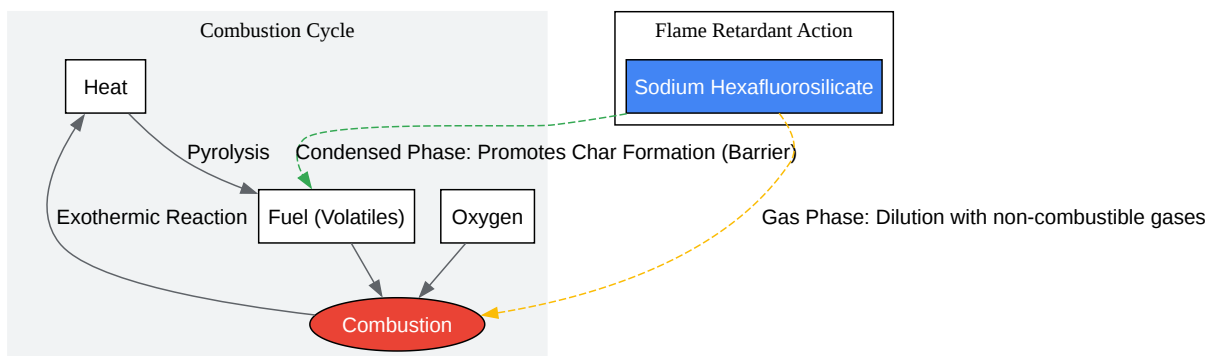 Combustion Cycle
Flame Retardant Action
Heat
Sodium Hexafluorosilicate
Pyrolysis
Condensed Phase: Promotes Char Formation (Barrier)
Exothermic Reaction
Fuel (Volatiles)
Oxygen
Gas Phase: Dilution with non-combustible gases
Combustion